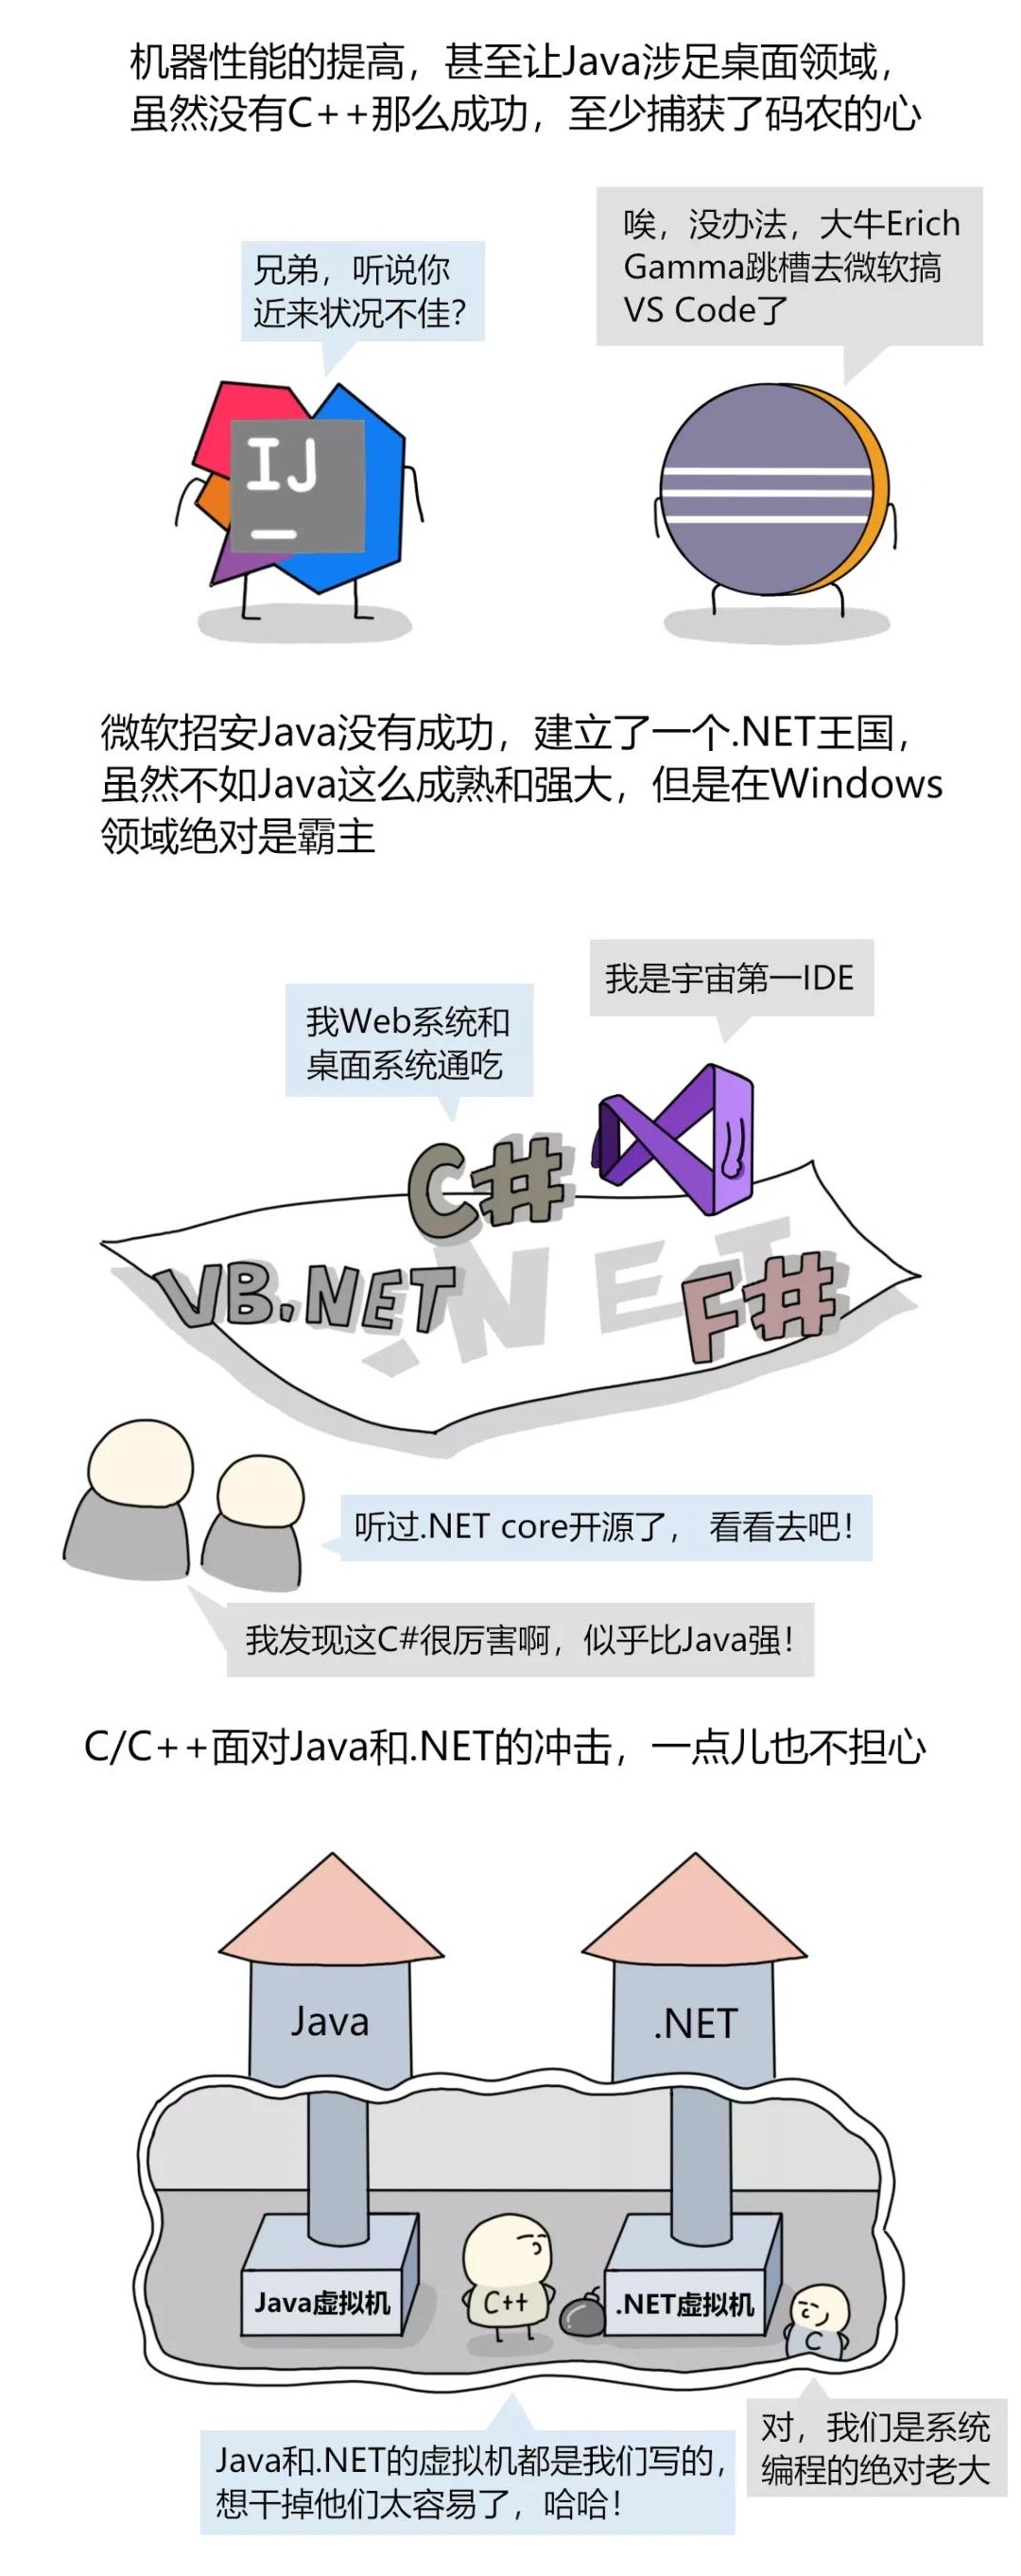 机器性能的提高，甚至让Java涉足桌面领域，
虽然没有C++那么成功，至少捕获了码农的心
兄弟，听说你
近来状况不佳？
唉，没办法，大牛Erich
Gamma跳槽去微软搞
VS Code了
IJ
微软招安Java没有成功，建立了一个.NET王国，
虽然不如Java这么成熟和强大，但是在Windows
领域绝对是霸主
我是宇宙第一IDE
我Web系统和
桌面系统通吃
C#
VB.NET
.NET
F#
听过.NET core开源了， 看看去吧！
我发现这C#很厉害啊，似乎比Java强！
C/C++面对Java和.NET的冲击，一点儿也不担心
Java
.NET
Java虚拟机
C++
.NET虚拟机
C
Java和.NET的虚拟机都是我们写的，
想干掉他们太容易了，哈哈！
对，我们是系统
编程的绝对老大